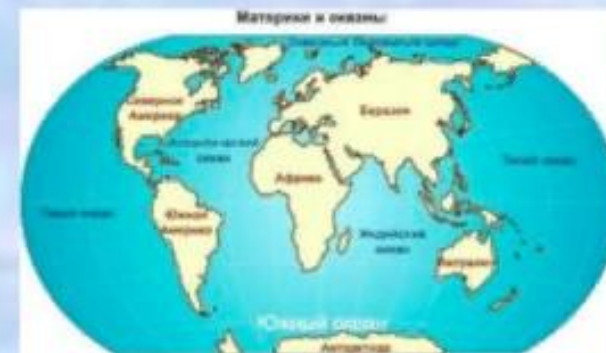 Материки и океаны
Северный Ледовитый океан
Северная
Америка
Евразия
Атлантический
океан
Тихий океан
Африка
Тихий океан
Южная
Америка
Индийский
океан
Австралия
Южный океан
Антарктида